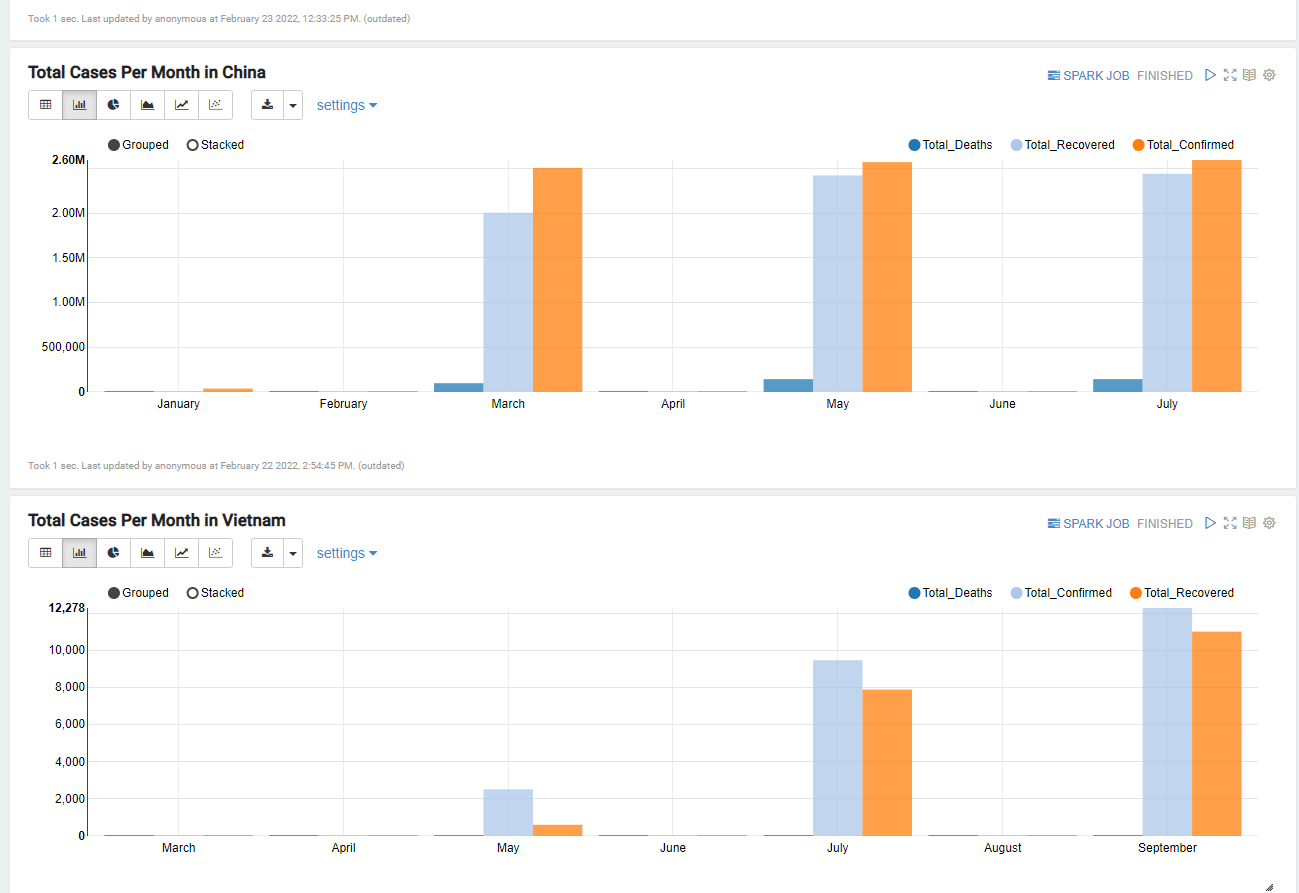 Took 1 sec. Last updated by anonymous at February 23 2022, 12:33:25 PM. (outdated)
Total Cases Per Month in China
SPARK JOB FINISHED
settings
Grouped Stacked Total_Deaths Total_Recovered Total_Confirmed
2.60M
2.00M
1.50M
1.00M
500,000
0
January February March April May June July
Took 1 sec. Last updated by anonymous at February 22 2022, 2:54:45 PM. (outdated)
Total Cases Per Month in Vietnam
SPARK JOB FINISHED
settings
Grouped Stacked Total_Deaths Total_Confirmed Total_Recovered
12,278
10,000
8,000
6,000
4,000
2,000
0
March April May June July August September